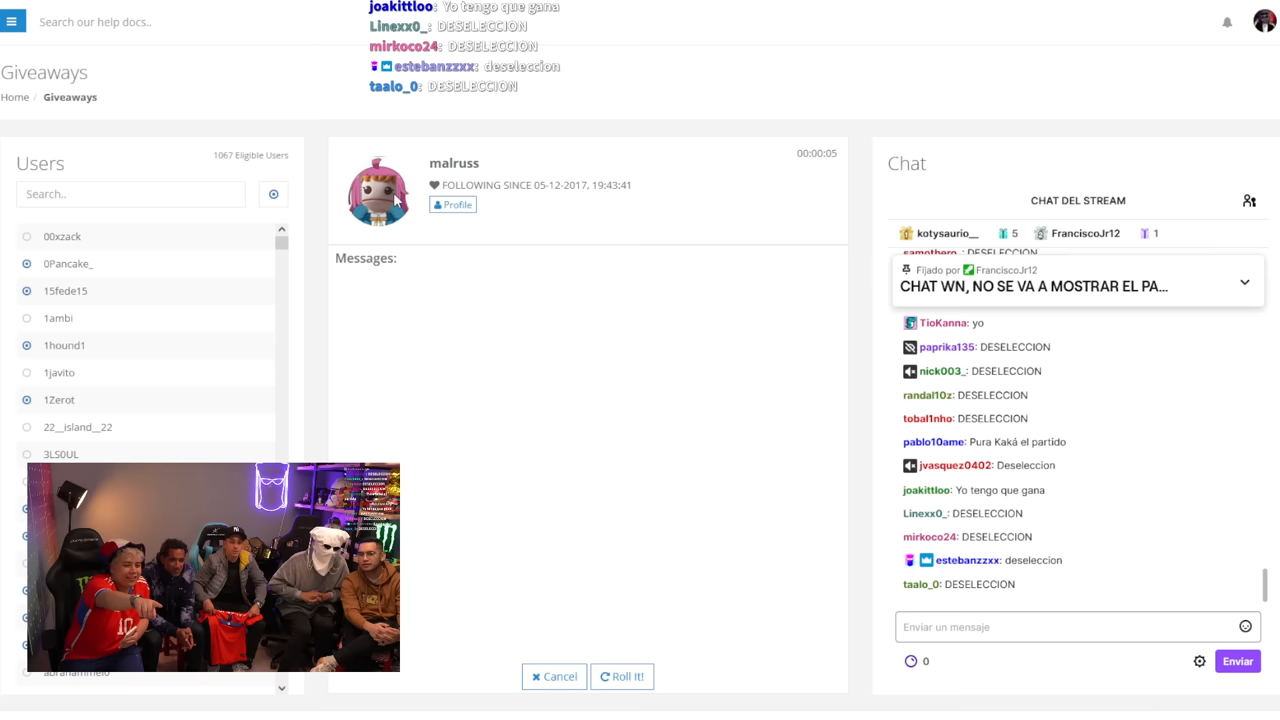 Search our help docs..
joakittloo: Yo tengo que gana
Linexx0_: DESELECCION
mirkoco24: DESELECCION
estebanzzxx: deseleccion
taalo_0: DESELECCION
Giveaways
Home / Giveaways
Users
1067 Eligible Users
Search..
00xzack
0Pancake_
15fede15
1ambi
1hound1
1javito
1Zerot
22__island__22
3LS0UL
malruss
00:00:05
FOLLOWING SINCE 05-12-2017, 19:43:41
Profile
Messages:
Cancel
Roll It!
Chat
CHAT DEL STREAM
kotysaurio__ 5 FranciscoJr12 1
Fijado por FranciscoJr12
CHAT WN, NO SE VA A MOSTRAR EL PA...
TioKanna: yo
paprika135: DESELECCION
nick003_: DESELECCION
randal10z: DESELECCION
tobal1nho: DESELECCION
pablo10ame: Pura Kaká el partido
jvasquez0402: Deseleccion
joakittloo: Yo tengo que gana
Linexx0_: DESELECCION
mirkoco24: DESELECCION
estebanzzxx: deseleccion
taalo_0: DESELECCION
Enviar un mensaje
0
Enviar